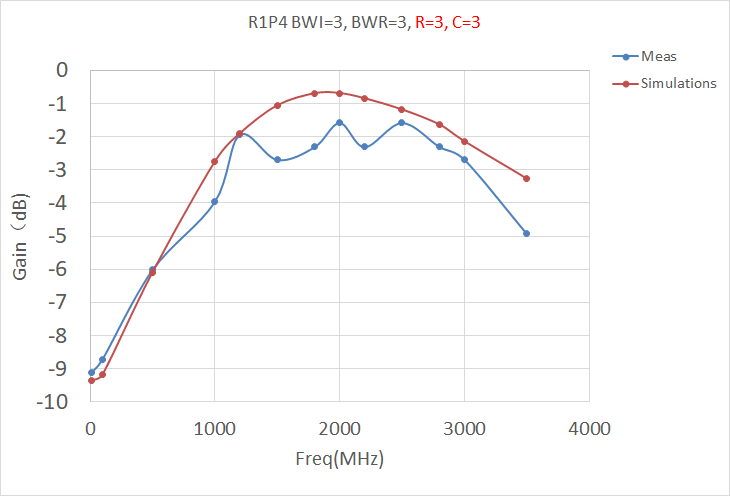 R1P4 BWI=3, BWR=3, R=3, C=3
Meas
Simulations
0
-1
-2
-3
-4
-5
-6
-7
-8
-9
-10
Gain（dB)
0 1000 2000 3000 4000
Freq(MHz)